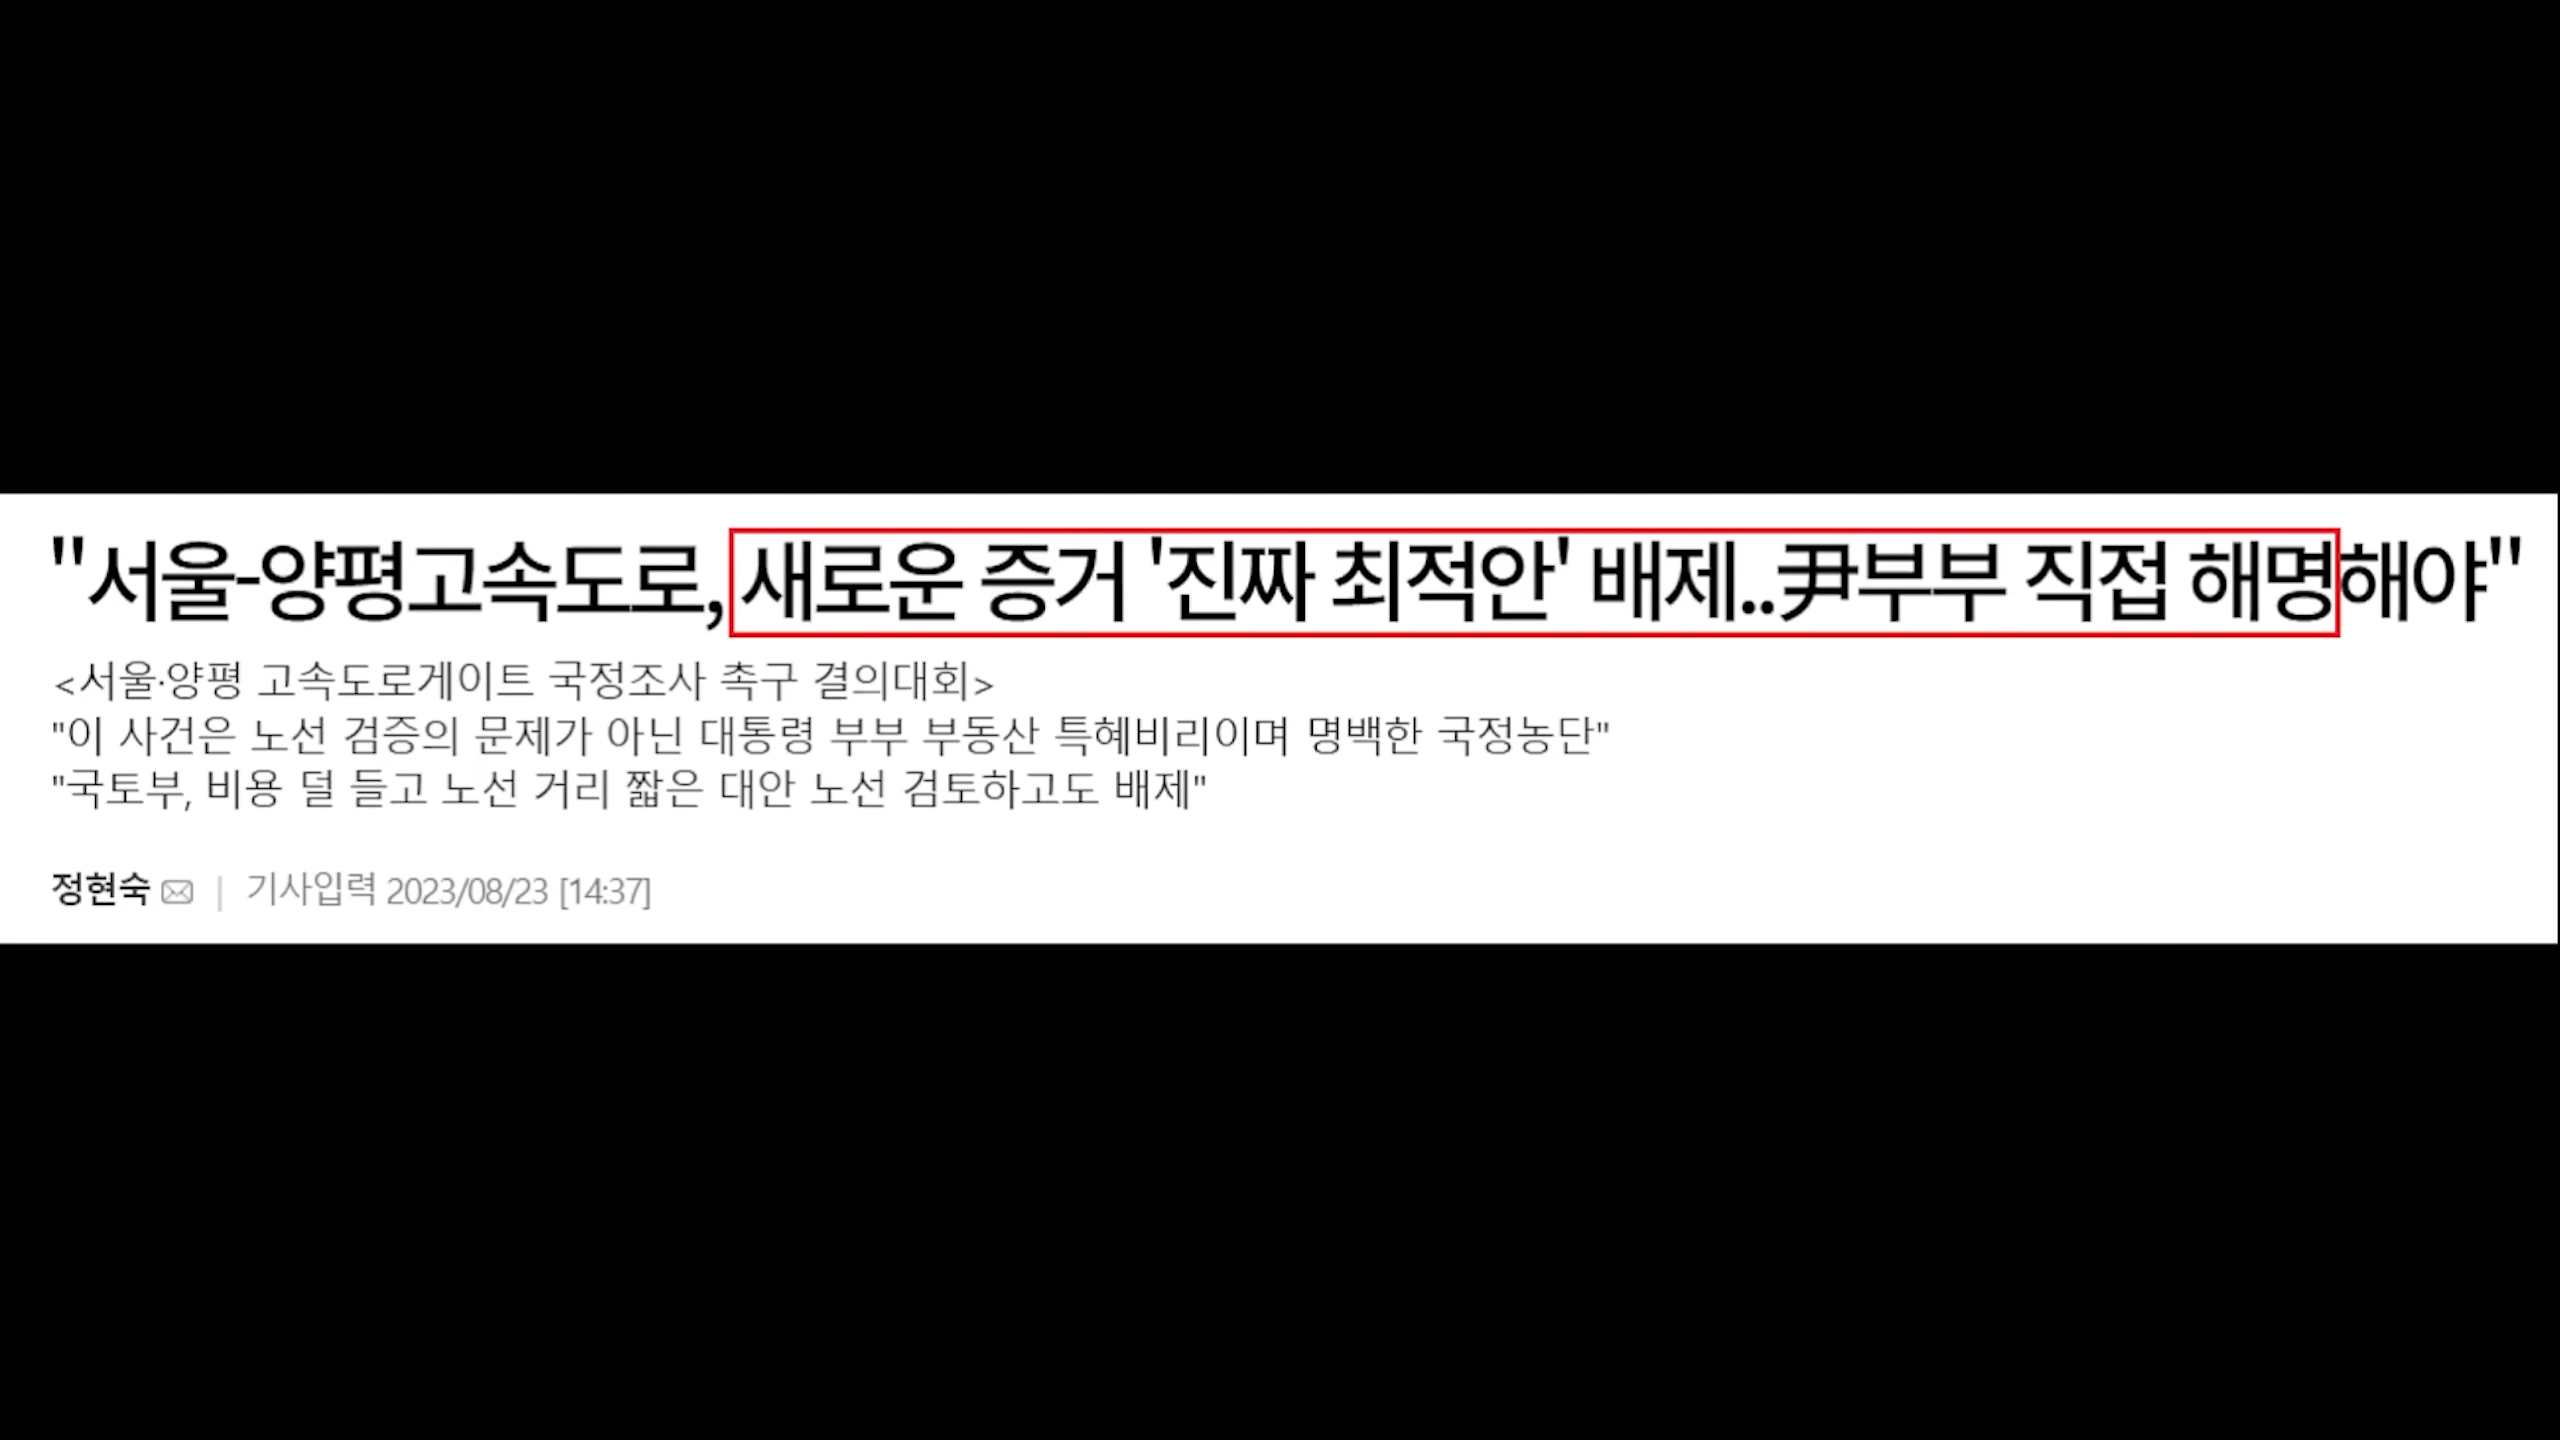 "서울-양평고속도로, 새로운 증거 '진짜 최적안' 배제..尹부부 직접 해명해야"
<서울·양평 고속도로게이트 국정조사 촉구 결의대회>
"이 사건은 노선 검증의 문제가 아닌 대통령 부부 부동산 특혜비리이며 명백한 국정농단"
"국토부, 비용 덜 들고 노선 거리 짧은 대안 노선 검토하고도 배제"
정현숙 | 기사입력 2023/08/23 [14:37]